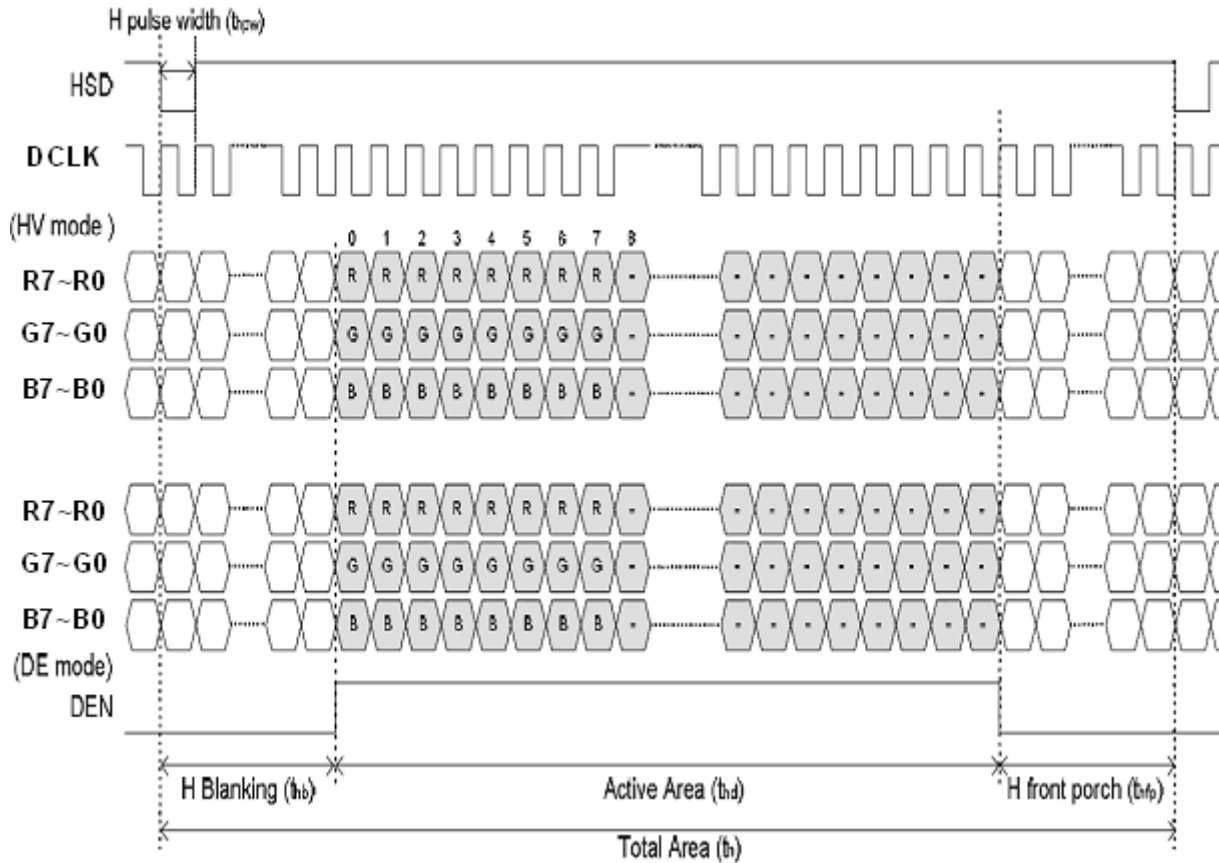 H pulse width (thpw)
HSD
DCLK
(HV mode )
0 1 2 3 4 5 6 7 8
R7~R0 R R R R R R R R - - - - - - - - -
G7~G0 G G G G G G G G - - - - - - - - -
B7~B0 B B B B B B B B - - - - - - - - -
R7~R0 R R R R R R R R - - - - - - - - -
G7~G0 G G G G G G G G - - - - - - - - -
B7~B0 B B B B B B B B - - - - - - - - -
(DE mode)
DEN
H Blanking (thb) Active Area (thd) H front porch (thfp)
Total Area (th)